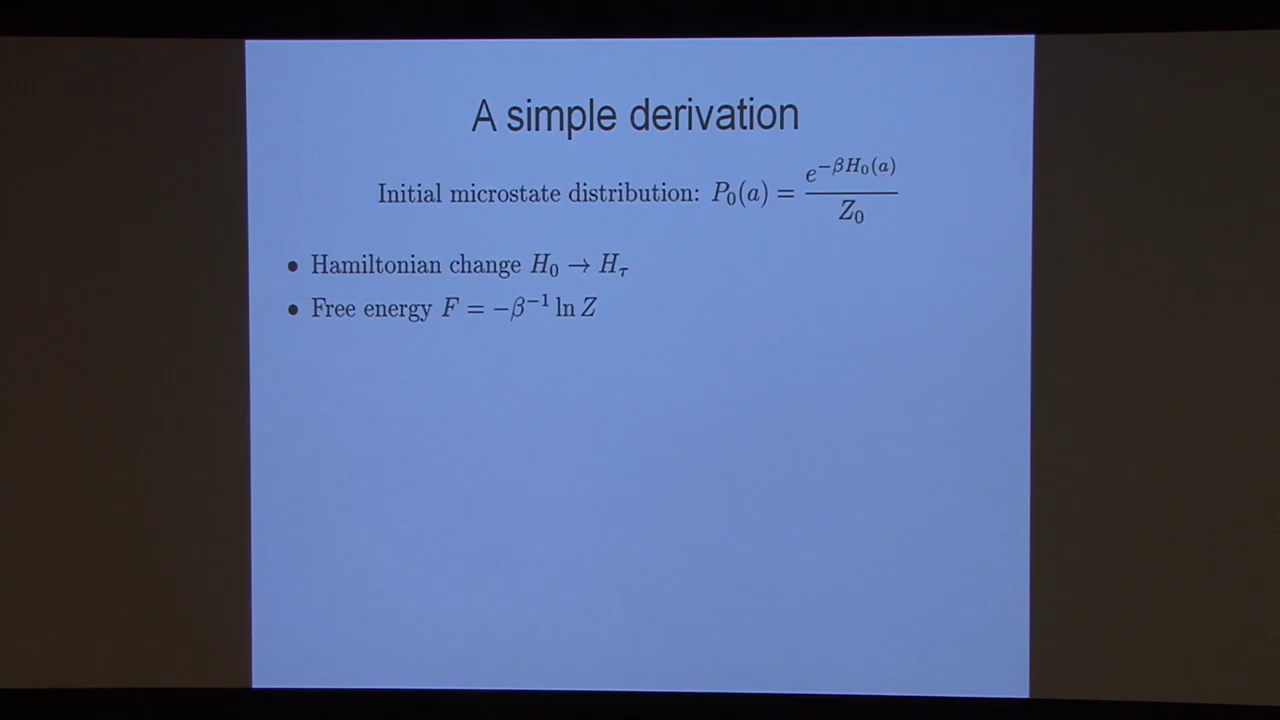 A simple derivation
Initial microstate distribution: P₀(a) = e^{−βH₀(a)} / Z₀
• Hamiltonian change H₀ → H_τ
• Free energy F = −β⁻¹ ln Z